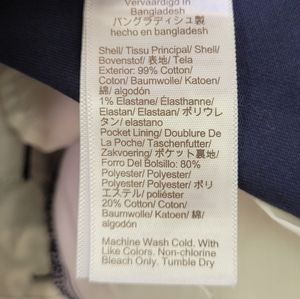 Vervaardigd in
Bangladesh
バングラディシュ製
hecho en bangladesh
Shell/ Tissu Principal/ Shell/
Bovenstof/ 表地/ Tela
Exterior: 99% Cotton/
Coton/ Baumwolle/ Katoen/
綿/ algodón
1% Elastane/ Élasthanne/
Elastan/ Elastaan/ ポリウレ
タン/ elastano
Pocket Lining/ Doublure De
La Poche/ Taschenfutter/
Zakvoering/ ポケット裏地/
Forro Del Bolsillo: 80%
Polyester/ Polyester/
Polyester/ Polyester/ ポリ
エステル/ poliéster
20% Cotton/ Coton/
Baumwolle/ Katoen/ 綿/
algodón
Machine Wash Cold. With
Like Colors. Non-chlorine
Bleach Only. Tumble Dry